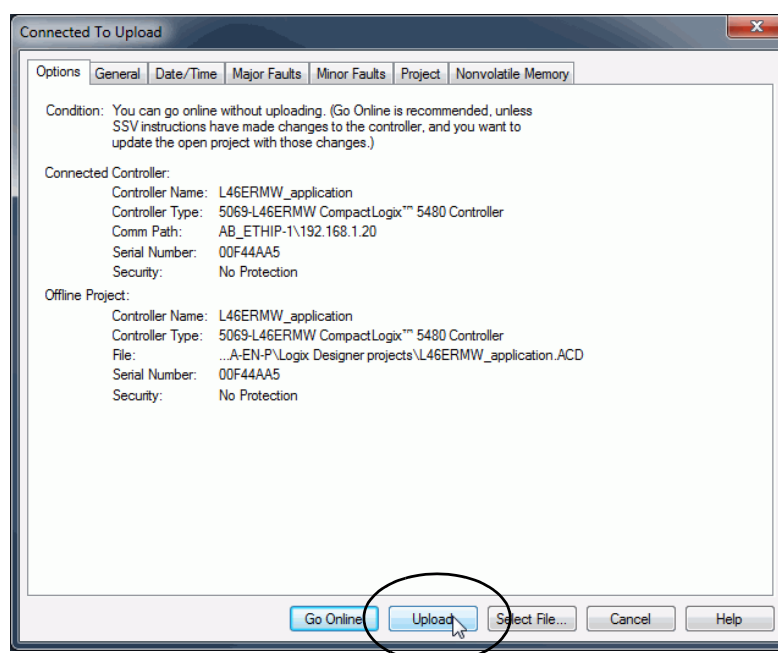 Connected To Upload
Options General Date/Time Major Faults Minor Faults Project Nonvolatile Memory
Condition: You can go online without uploading. (Go Online is recommended, unless
SSV instructions have made changes to the controller, and you want to
update the open project with those changes.)
Connected Controller:
Controller Name: L46ERMW_application
Controller Type: 5069-L46ERMW CompactLogix™ 5480 Controller
Comm Path: AB_ETHIP-1\192.168.1.20
Serial Number: 00F44AA5
Security: No Protection
Offline Project:
Controller Name: L46ERMW_application
Controller Type: 5069-L46ERMW CompactLogix™ 5480 Controller
File: ...A-EN-P\Logix Designer projects\L46ERMW_application.ACD
Serial Number: 00F44AA5
Security: No Protection
Go Online Upload Select File... Cancel Help